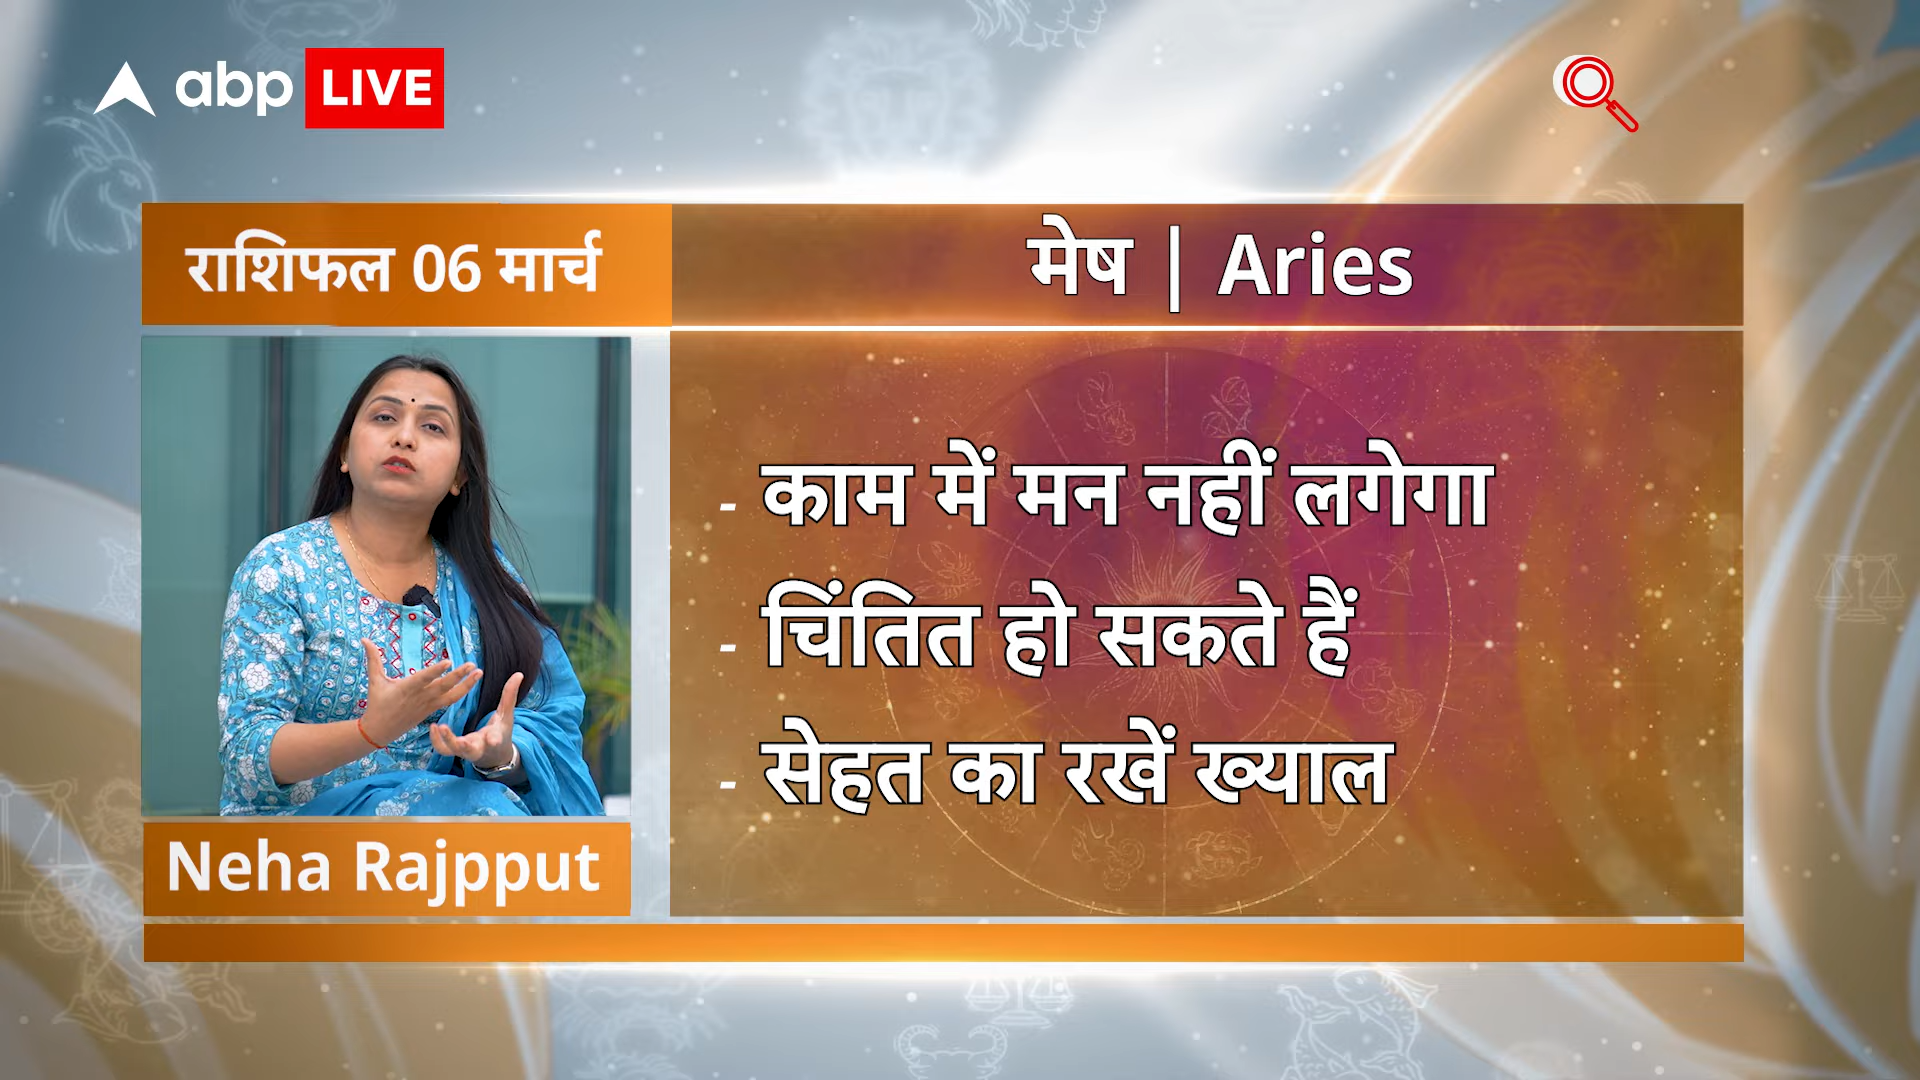 abp LIVE
राशिफल 06 मार्च
मेष | Aries
- काम में मन नहीं लगेगा
- चिंतित हो सकते हैं
- सेहत का रखें ख्याल
Neha Rajpput